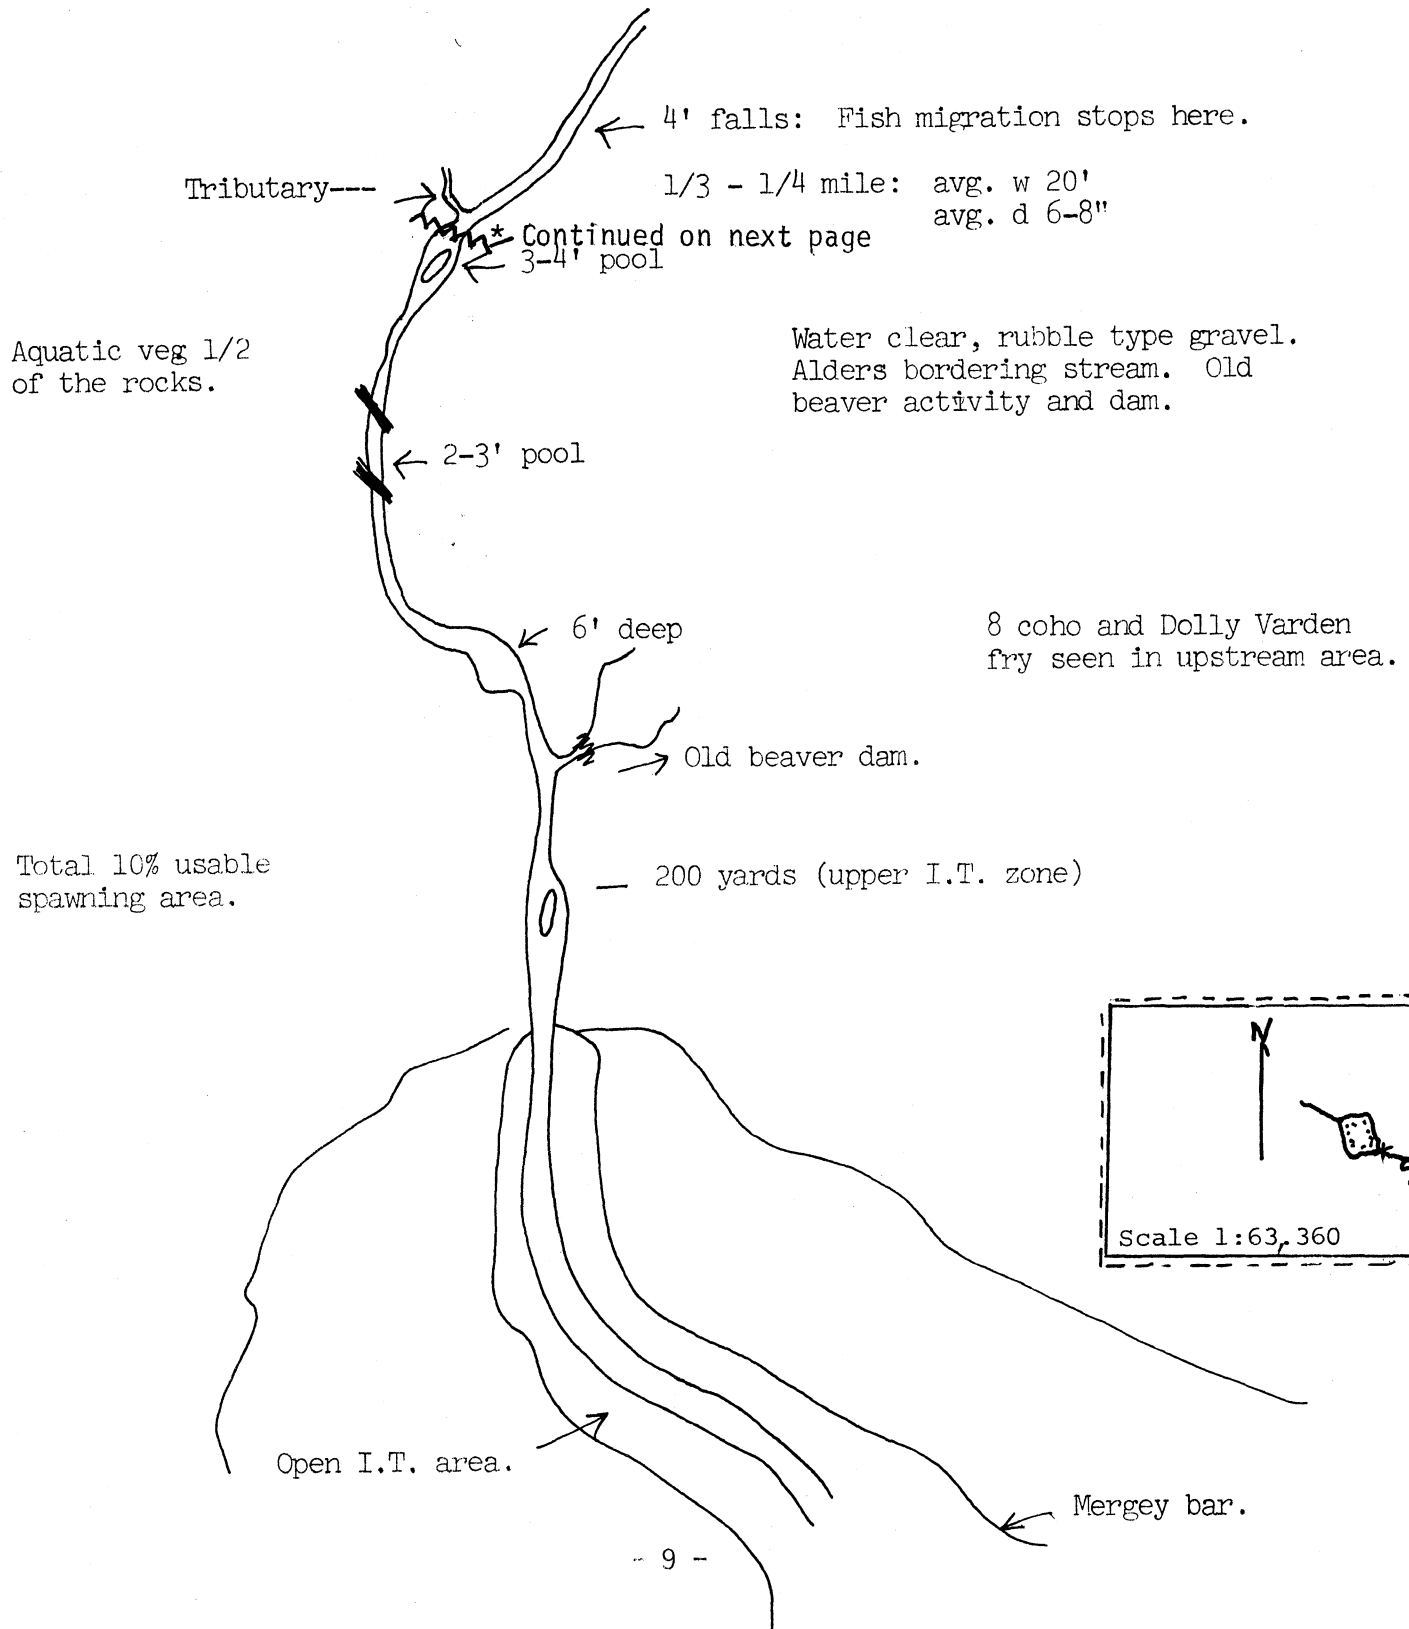 4' falls: Fish migration stops here.
Tributary---
1/3 - 1/4 mile: avg. w 20'
avg. d 6-8"
* Continued on next page
3-4' pool
Aquatic veg 1/2
of the rocks.
Water clear, rubble type gravel.
Alders bordering stream. Old
beaver activity and dam.
2-3' pool
6' deep
8 coho and Dolly Varden
fry seen in upstream area.
Old beaver dam.
Total 10% usable
spawning area.
200 yards (upper I.T. zone)
N
Scale 1:63,360
Open I.T. area.
Mergey bar.
- 9 -